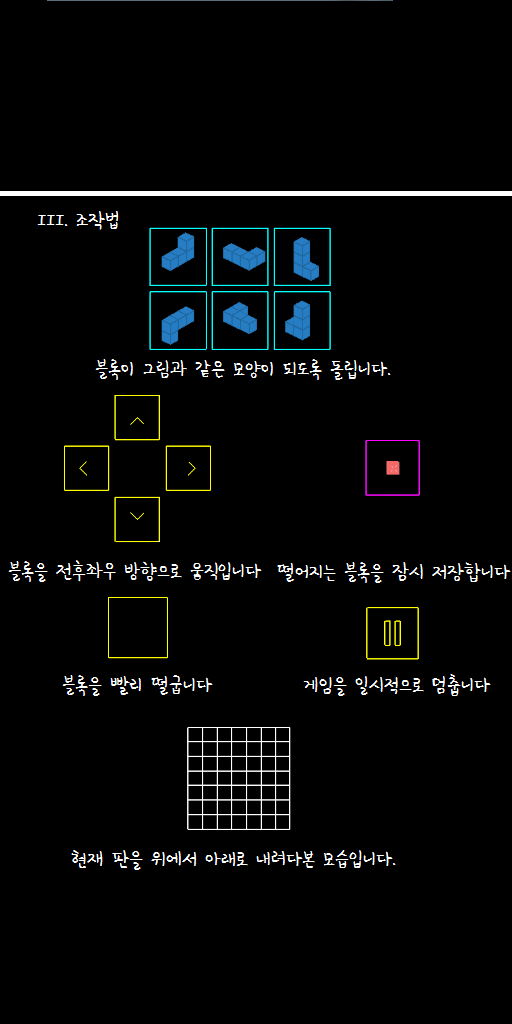 III. 조작법
블록이 그림과 같은 모양이 되도록 돌립니다.
블록을 전후좌우 방향으로 움직입니다
떨어지는 블록을 잠시 저장합니다
블록을 빨리 떨굽니다
게임을 일시적으로 멈춥니다
현재 판을 위에서 아래로 내려다본 모습입니다.